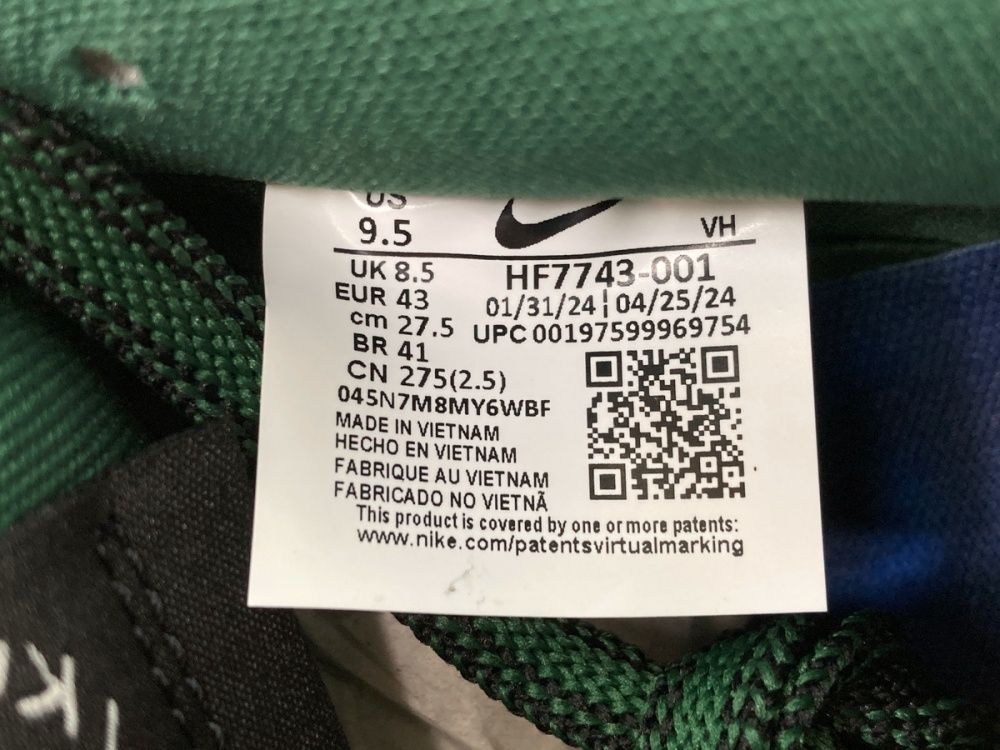 US
9.5
VH
UK 8.5
HF7743-001
EUR 43
01/31/24 | 04/25/24
cm 27.5
UPC 00197599969754
BR 41
CN 275(2.5)
045N7M8MY6WBF
MADE IN VIETNAM
HECHO EN VIETNAM
FABRIQUE AU VIETNAM
FABRICADO NO VIETNÃ
This product is covered by one or more patents:
www.nike.com/patentsvirtualmarking